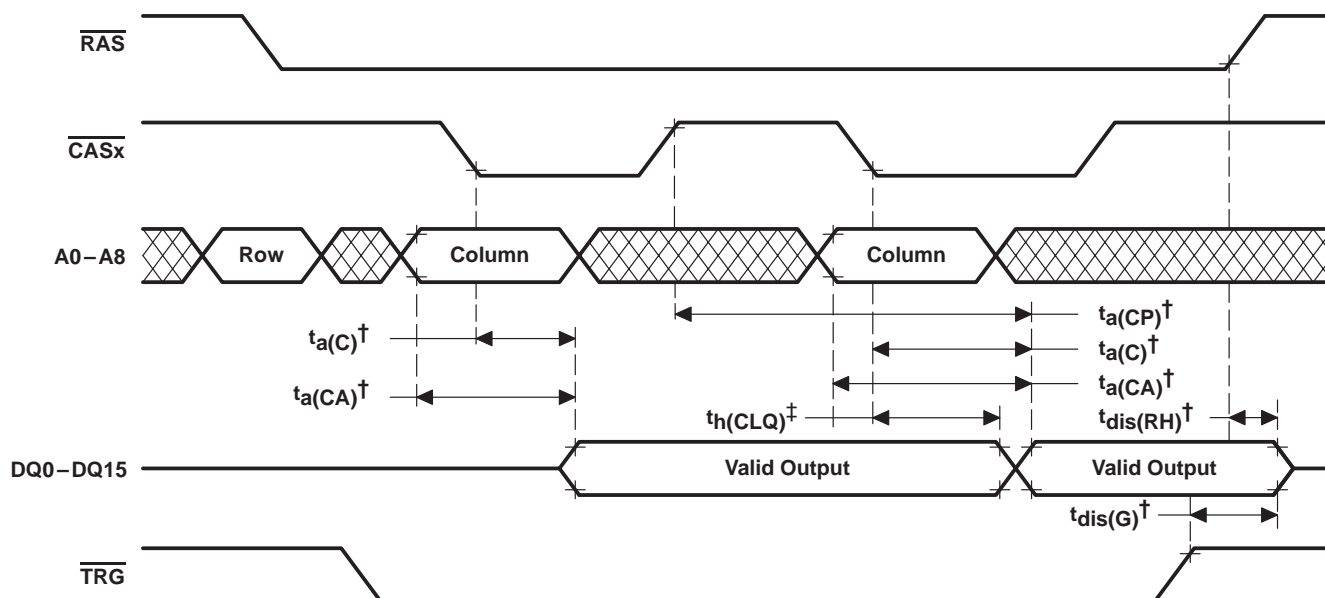 RAS
CASx
A0–A8 Row Column Column
ta(CP)†
ta(C)† ta(C)†
ta(CA)† ta(CA)†
th(CLQ)‡ tdis(RH)†
DQ0–DQ15 Valid Output Valid Output
tdis(G)†
TRG